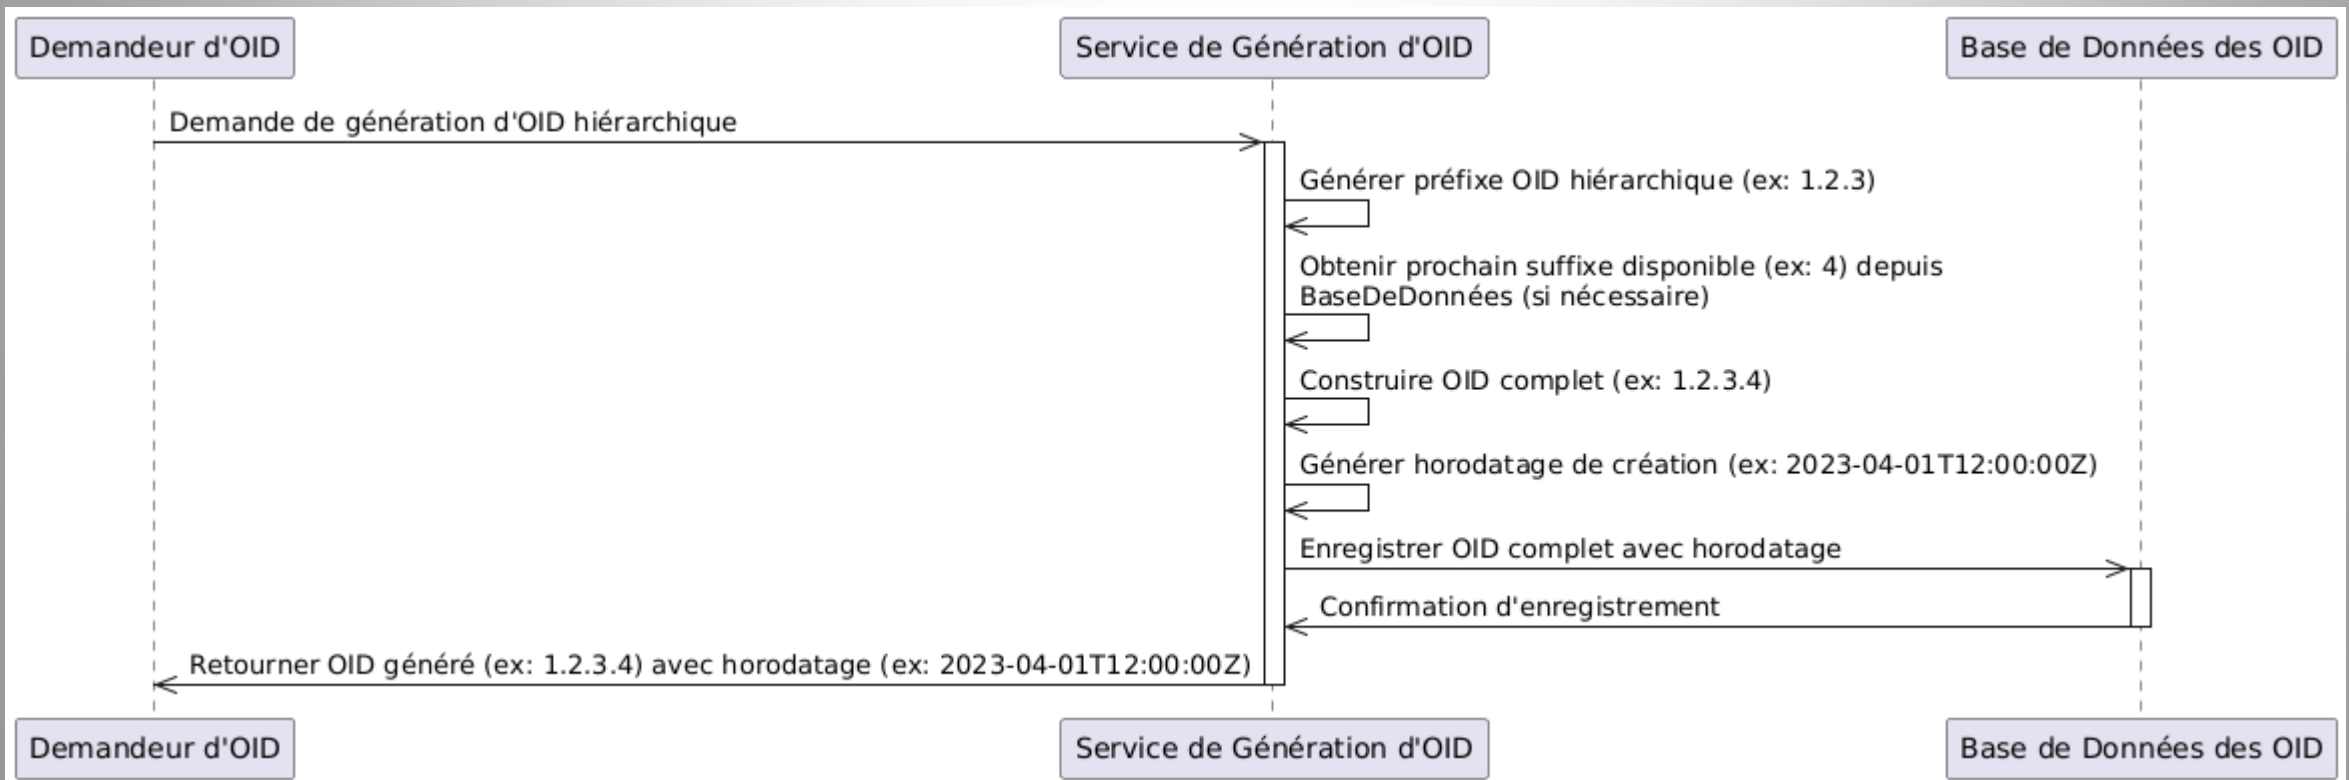 Demandeur d'OID
Service de Génération d'OID
Base de Données des OID
Demande de génération d'OID hiérarchique
Générer préfixe OID hiérarchique (ex: 1.2.3)
Obtenir prochain suffixe disponible (ex: 4) depuis
BaseDeDonnées (si nécessaire)
Construire OID complet (ex: 1.2.3.4)
Générer horodatage de création (ex: 2023-04-01T12:00:00Z)
Enregistrer OID complet avec horodatage
Confirmation d'enregistrement
Retourner OID généré (ex: 1.2.3.4) avec horodatage (ex: 2023-04-01T12:00:00Z)
Demandeur d'OID
Service de Génération d'OID
Base de Données des OID